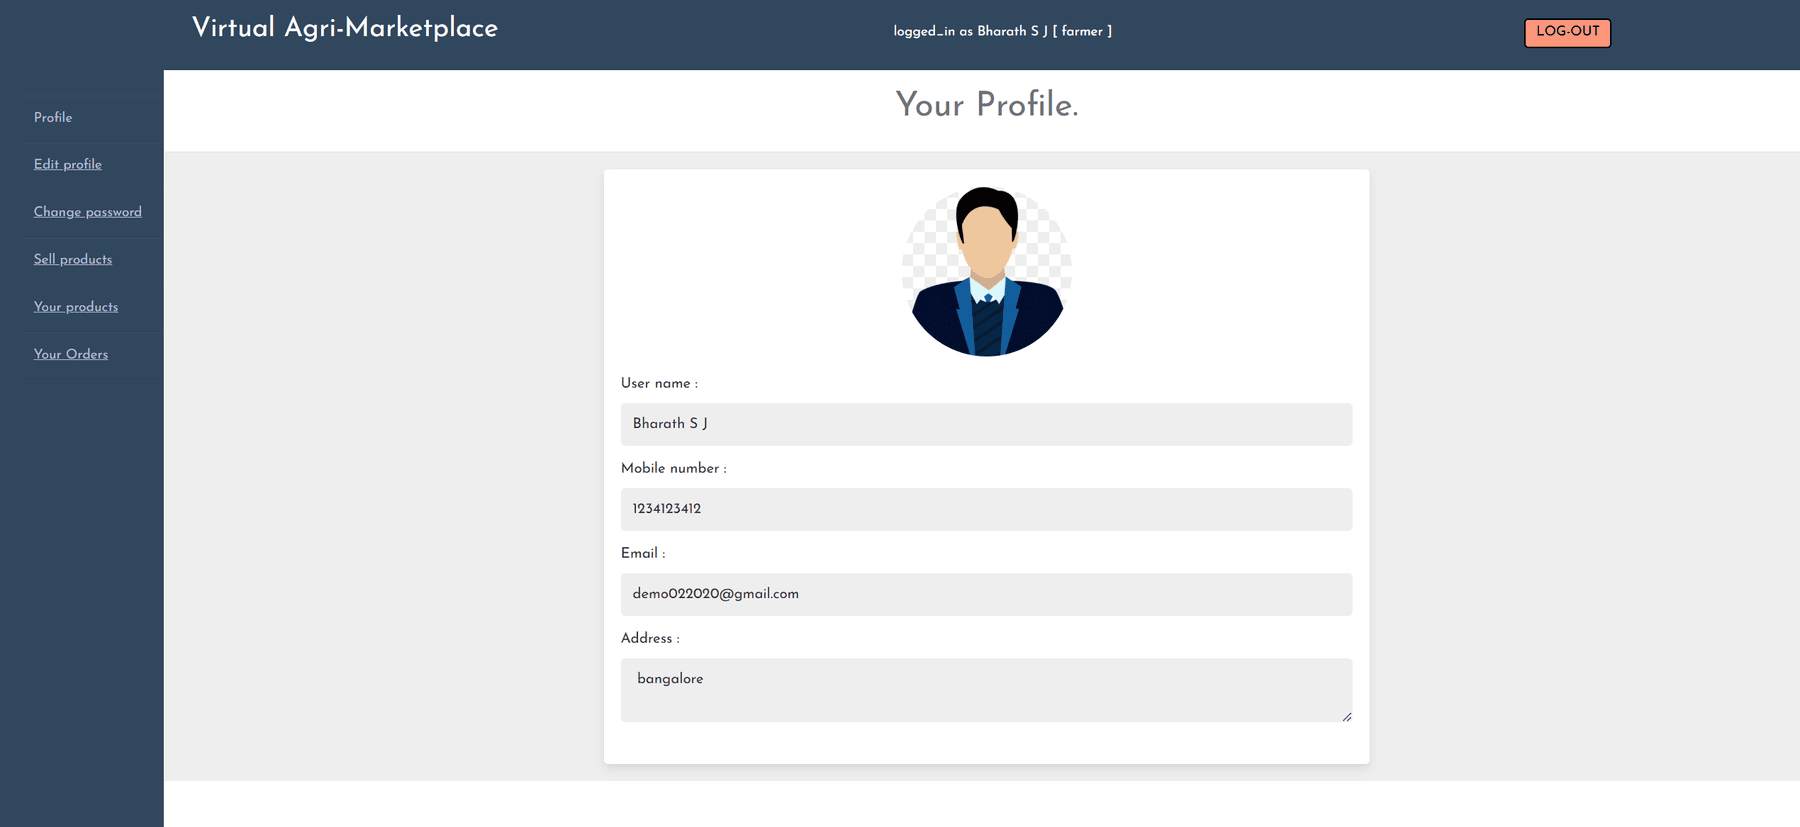 Virtual Agri-Marketplace
logged_in as Bharath S J [ farmer ]
LOG-OUT
Profile
Edit profile
Change password
Sell products
Your products
Your Orders
Your Profile.
User name :
Bharath S J
Mobile number :
1234123412
Email :
demo022020@gmail.com
Address :
bangalore